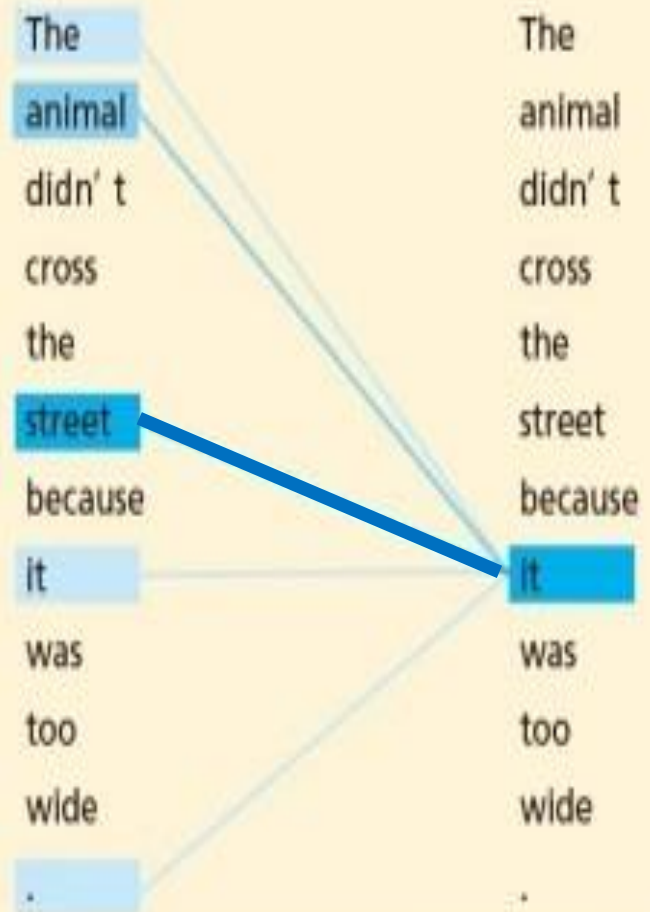 The The
animal animal
didn’ t didn’ t
cross cross
the the
street street
because because
it it
was was
too too
wide wide
. .